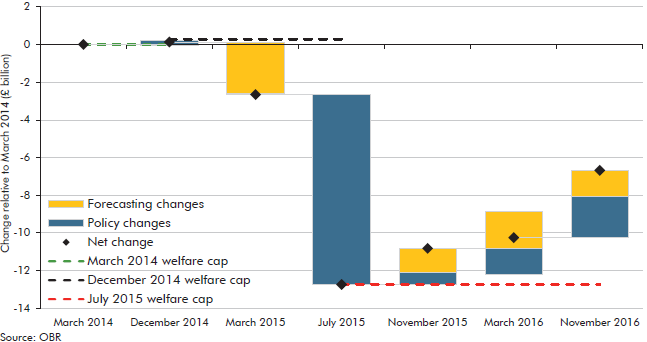 Change relative to March 2014 (£ billion)
2
0
-2
-4
-6
-8
-10
-12
-14
Forecasting changes
Policy changes
Net change
March 2014 welfare cap
December 2014 welfare cap
July 2015 welfare cap
March 2014 December 2014 March 2015 July 2015 November 2015 March 2016 November 2016
Source: OBR